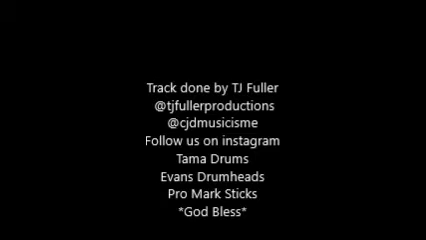 Track done by TJ Fuller
@tjfullerproductions
@cjdmusicisme
Follow us on instagram
Tama Drums
Evans Drumheads
Pro Mark Sticks
*God Bless*